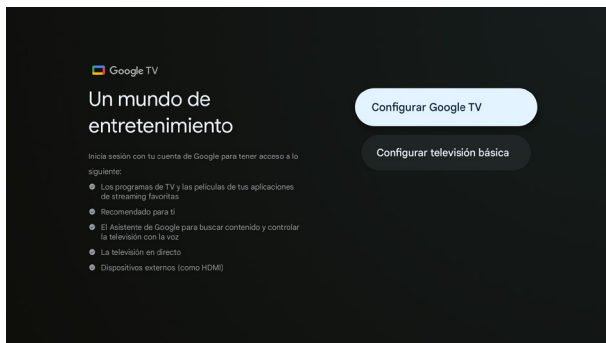 Google TV
Un mundo de
entretenimiento
Inicia sesión con tu cuenta de Google para tener acceso a lo
siguiente:
Los programas de TV y las películas de tus aplicaciones
de streaming favoritas
Recomendado para ti
El Asistente de Google para buscar contenido y controlar
la televisión con la voz
La televisión en directo
Dispositivos externos (como HDMI)
Configurar Google TV
Configurar televisión básica